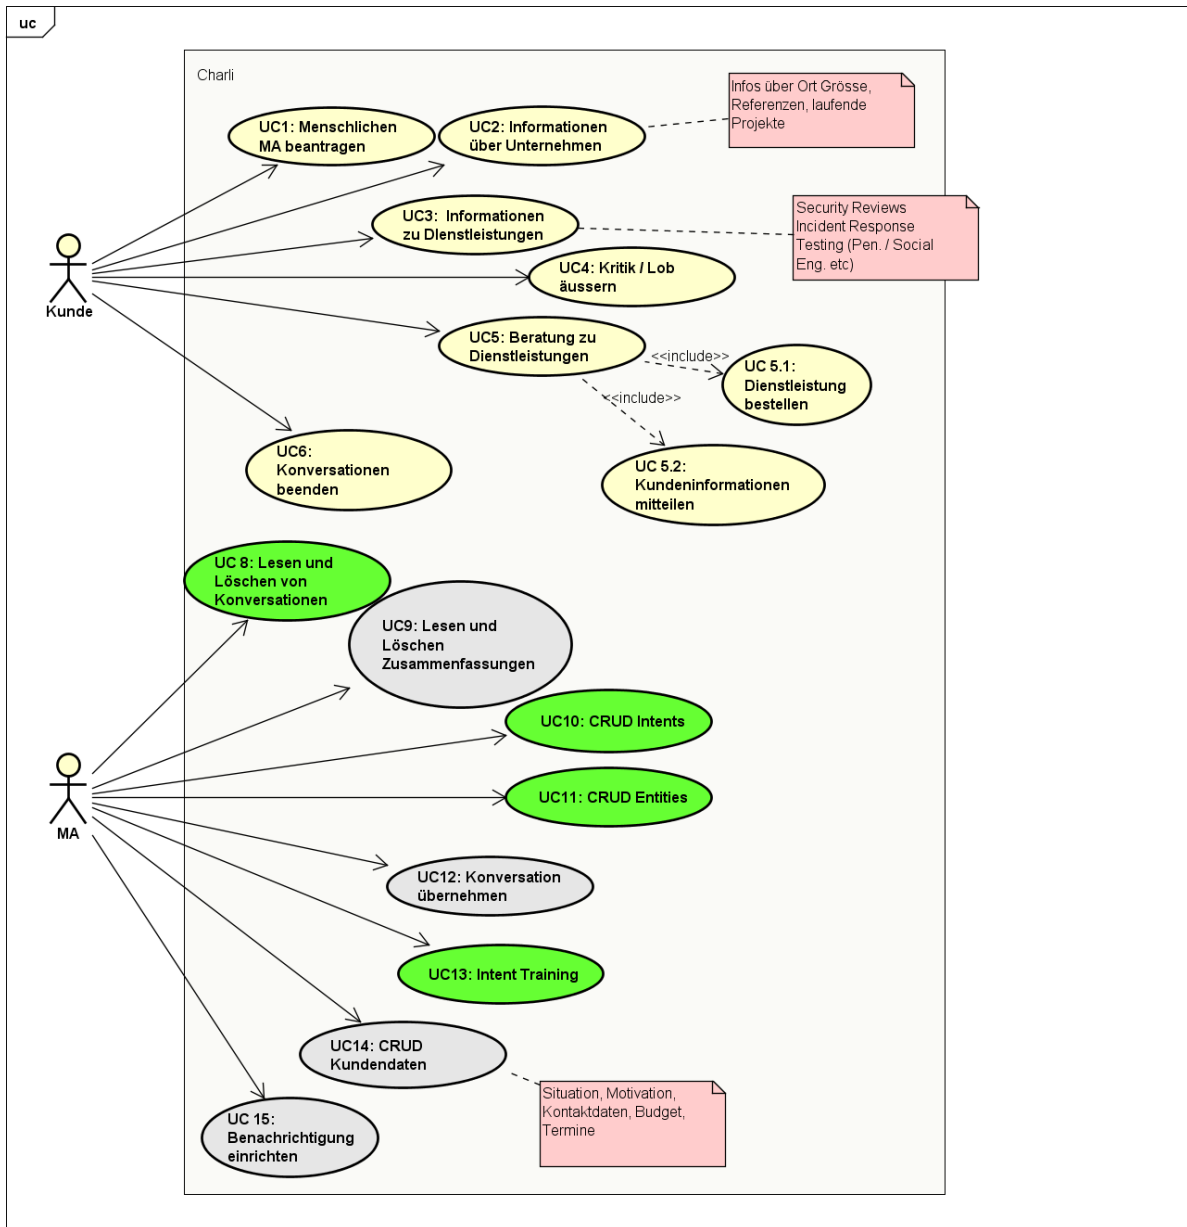 uc
Charli
Infos über Ort Grösse,
Referenzen, laufende
Projekte
UC1: Menschlichen
MA beantragen
UC2: Informationen
über Unternehmen
UC3:  Informationen
zu DIenstleistungen
Security Reviews
Incident Response
Testing (Pen. / Social
Eng. etc)
UC4: Kritik / Lob
äussern
Kunde
UC5: Beratung zu
Dienstleistungen
<<include>>
UC 5.1:
Dienstleistung
bestellen
<<include>>
UC6:
Konversationen
beenden
UC 5.2:
Kundeninformationen
mitteilen
UC 8: Lesen und
Löschen von
Konversationen
UC9: Lesen und
Löschen
Zusammenfassungen
UC10: CRUD Intents
UC11: CRUD Entities
MA
UC12: Konversation
übernehmen
UC13: Intent Training
UC14: CRUD
Kundendaten
Situation, Motivation,
Kontaktdaten, Budget,
Termine
UC 15:
Benachrichtigung
einrichten